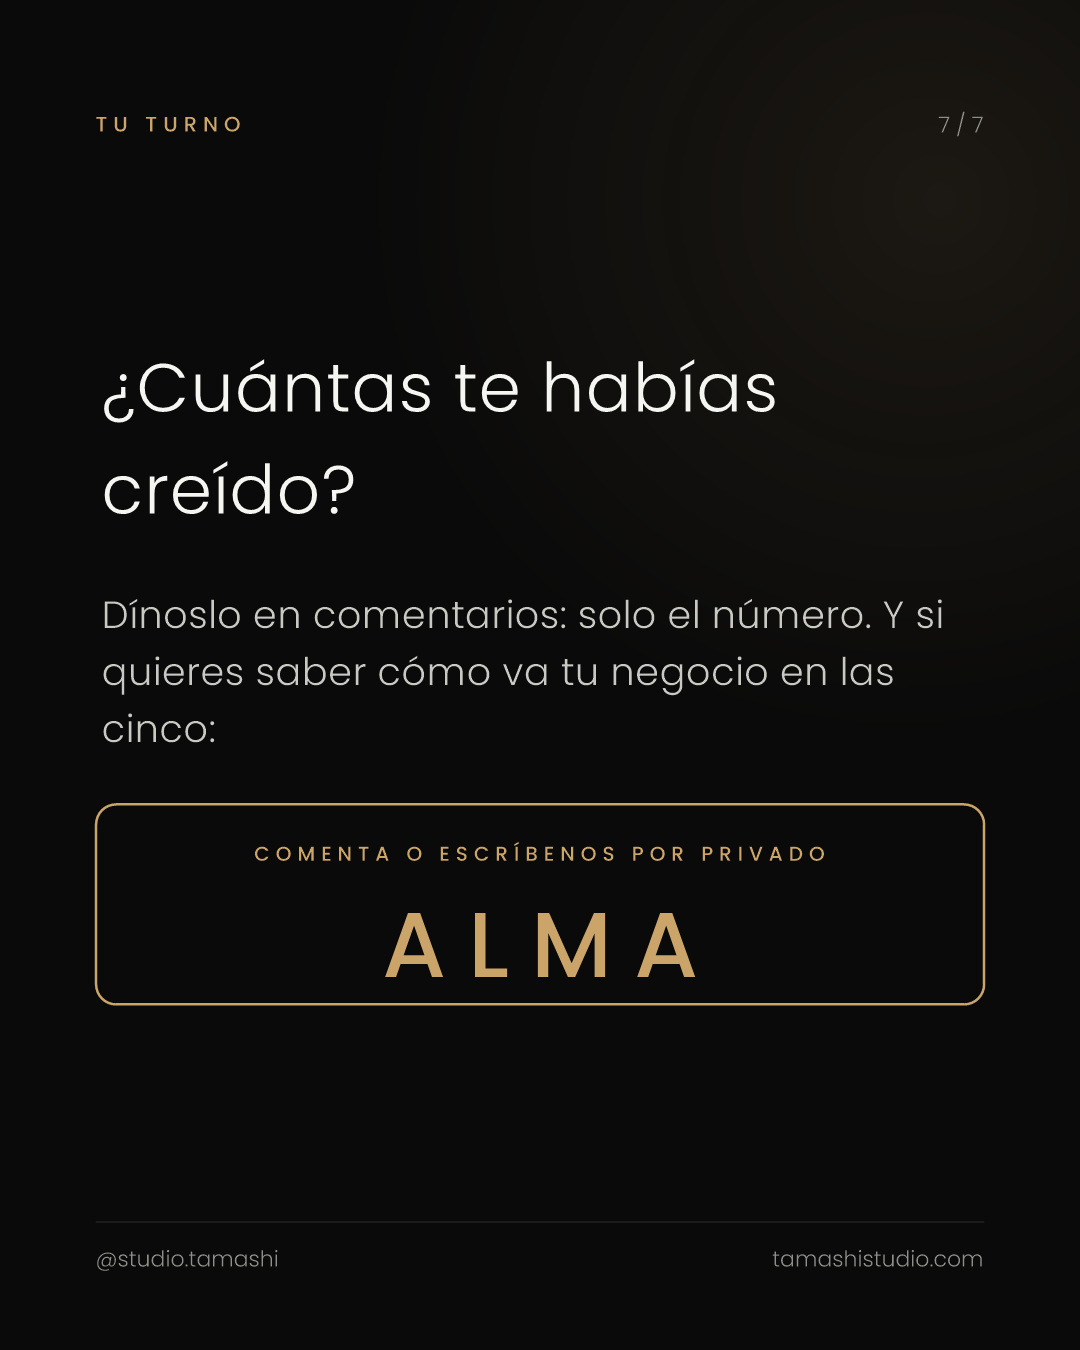 TU TURNO
7 / 7
¿Cuántas te habías
creído?
Dínoslo en comentarios: solo el número. Y si
quieres saber cómo va tu negocio en las
cinco:
COMENTA O ESCRÍBENOS POR PRIVADO
ALMA
@studio.tamashi
tamashistudio.com